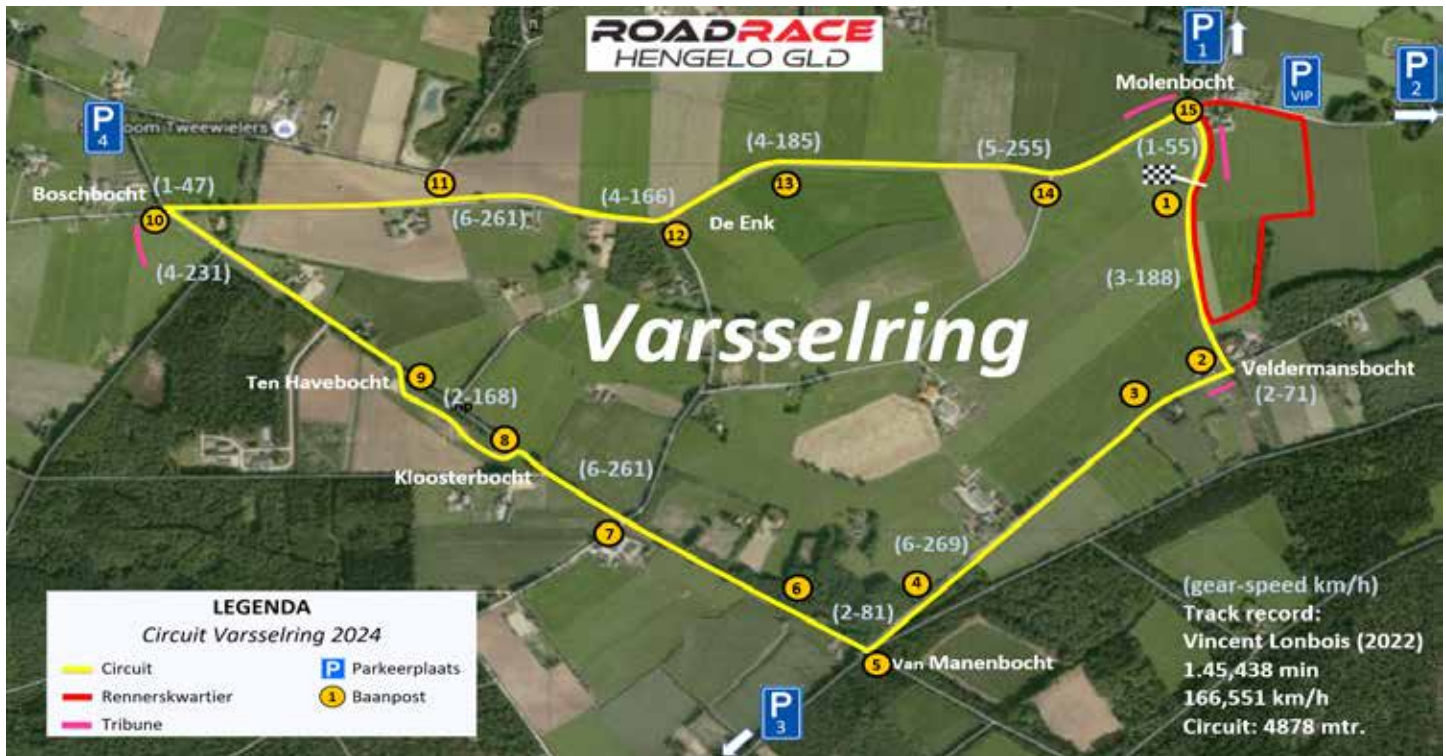 ROADRACE
HENGELO GLD
P
1
P
VIP
P
2
Molenbocht
15
P
4
oom Tweewielers
(4-185)
(5-255)
(1-55)
Boschbocht
(1-47)
11
(4-166)
13
14
1
10
(6-261)
12
De Enk
(4-231)
(3-188)
Varsselring
2
Veldermansbocht
Ten Havebocht
9
(2-168)
3
(2-71)
8
Kloosterbocht
(6-261)
7
(6-269)
6
4
(2-81)
5
Van Manenbocht
P
3
(gear-speed km/h)
Track record:
Vincent Lonbois (2022)
1.45,438 min
166,551 km/h
Circuit: 4878 mtr.
LEGENDA
Circuit Varsselring 2024
Circuit
P Parkeerplaats
Rennerskwartier
1 Baanpost
Tribune